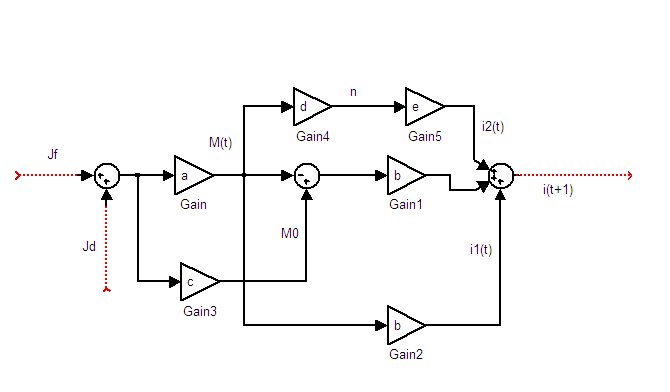 n
d
e
Gain4
Gain5
i2(t)
M(t)
Jf
a
b
Gain
Gain1
i(t+1)
M0
Jd
i1(t)
c
Gain3
b
Gain2